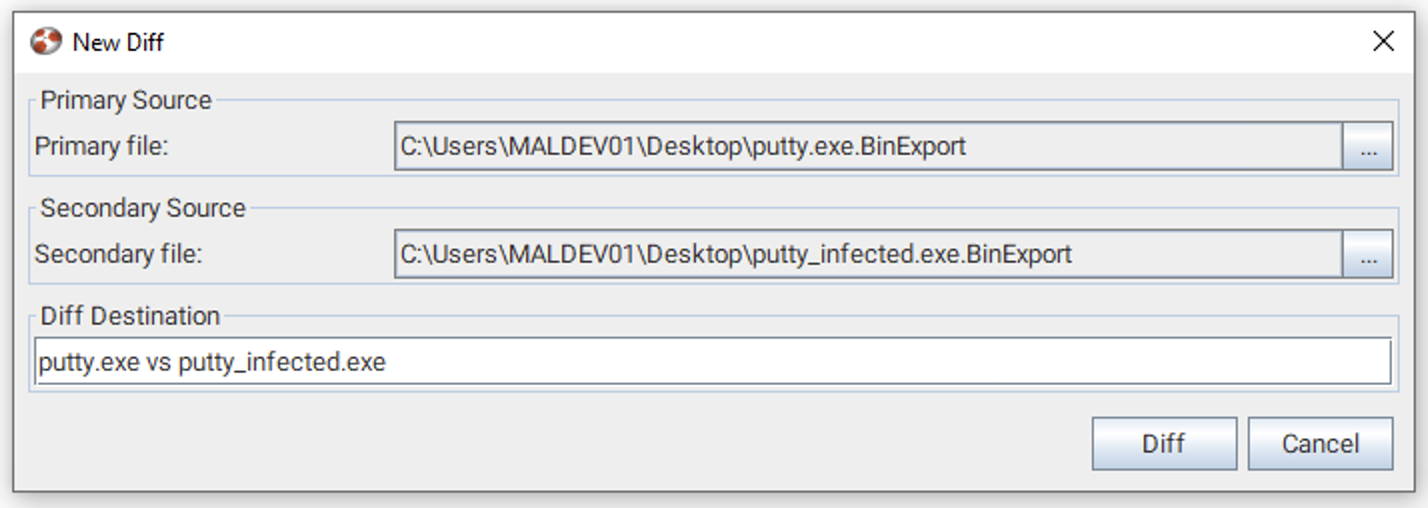 New Diff
Primary Source
Primary file: C:\Users\MALDEV01\Desktop\putty.exe.BinExport ...
Secondary Source
Secondary file: C:\Users\MALDEV01\Desktop\putty_infected.exe.BinExport ...
Diff Destination
putty.exe vs putty_infected.exe
Diff Cancel